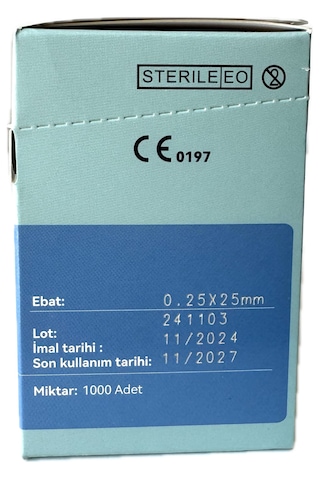 STERILE EO
CE 0197
Ebat: 0.25X25mm
Lot: 241103
İmal tarihi : 11/2024
Son kullanım tarihi: 11/2027
Miktar: 1000 Adet